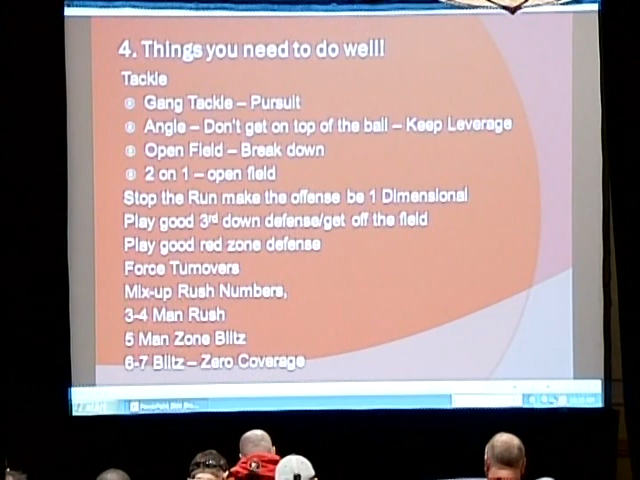 4. Things you need to do well!
Tackle
Gang Tackle – Pursuit
Angle – Don't get on top of the ball – Keep Leverage
Open Field – Break down
2 on 1 – open field
Stop the Run make the offense be 1 Dimensional
Play good 3rd down defense/get off the field
Play good red zone defense
Force Turnovers
Mix-up Rush Numbers,
3-4 Man Rush
5 Man Zone Blitz
6-7 Blitz – Zero Coverage